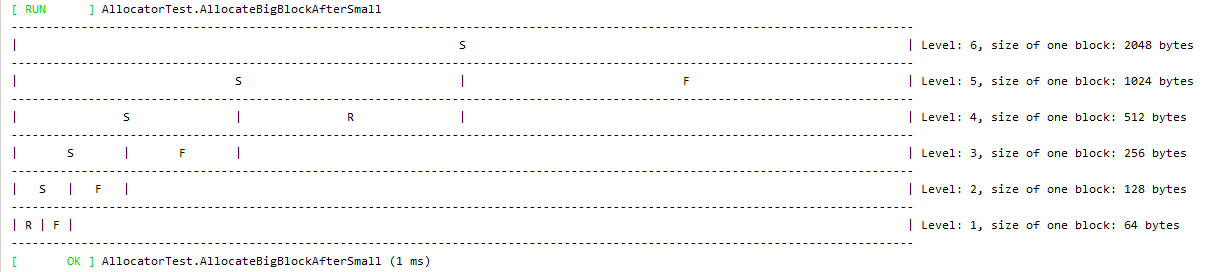 [ RUN      ] AllocatorTest.AllocateBigBlockAfterSmall
---------------------------------------------------------------------------------------------------------------------------------
|                                                               S                                                               | Level: 6, size of one block: 2048 bytes
---------------------------------------------------------------------------------------------------------------------------------
|                               S                               |                               F                               | Level: 5, size of one block: 1024 bytes
---------------------------------------------------------------------------------------------------------------------------------
|               S               |               R               |                                                               | Level: 4, size of one block: 512 bytes
---------------------------------------------------------------------------------------------------------------------------------
|       S       |       F       |                                                                                               | Level: 3, size of one block: 256 bytes
---------------------------------------------------------------------------------------------------------------------------------
|   S   |   F   |                                                                                                               | Level: 2, size of one block: 128 bytes
---------------------------------------------------------------------------------------------------------------------------------
| R | F |                                                                                                                       | Level: 1, size of one block: 64 bytes
---------------------------------------------------------------------------------------------------------------------------------
[       OK ] AllocatorTest.AllocateBigBlockAfterSmall (1 ms)